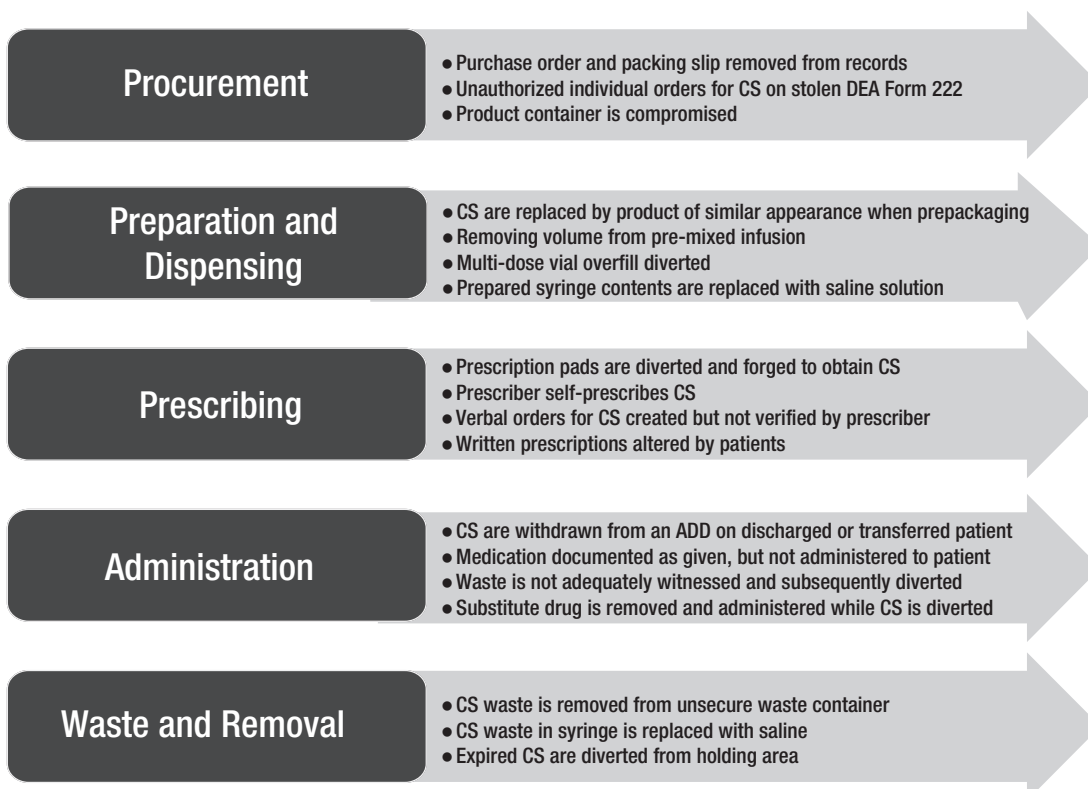 Procurement
● Purchase order and packing slip removed from records
● Unauthorized individual orders for CS on stolen DEA Form 222
● Product container is compromised
Preparation and
Dispensing
● CS are replaced by product of similar appearance when prepackaging
● Removing volume from pre-mixed infusion
● Multi-dose vial overfill diverted
● Prepared syringe contents are replaced with saline solution
Prescribing
● Prescription pads are diverted and forged to obtain CS
● Prescriber self-prescribes CS
● Verbal orders for CS created but not verified by prescriber
● Written prescriptions altered by patients
Administration
● CS are withdrawn from an ADD on discharged or transferred patient
● Medication documented as given, but not administered to patient
● Waste is not adequately witnessed and subsequently diverted
● Substitute drug is removed and administered while CS is diverted
Waste and Removal
● CS waste is removed from unsecure waste container
● CS waste in syringe is replaced with saline
● Expired CS are diverted from holding area